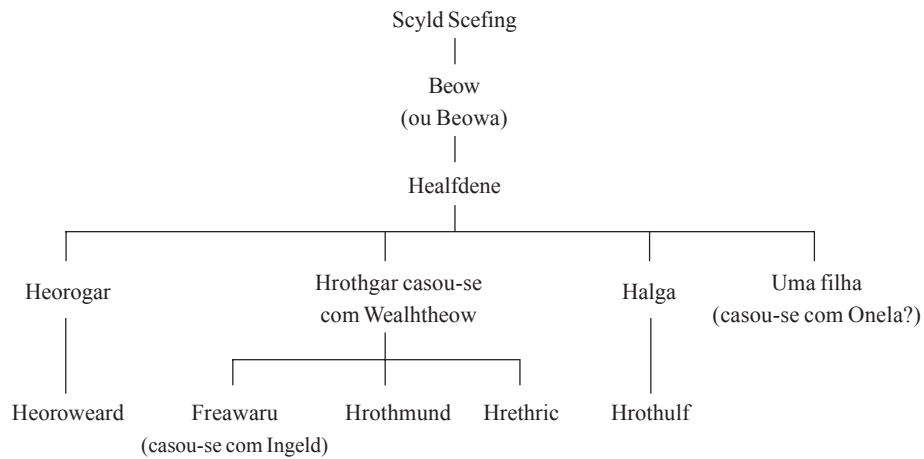 Scyld Scefing
Beow
(ou Beowa)
Healfdene
Heorogar
Hrothgar casou-se
com Wealhtheow
Halga
Uma filha
(casou-se com Onela?)
Heoroweard
Freawaru
(casou-se com Ingeld)
Hrothmund
Hrethric
Hrothulf